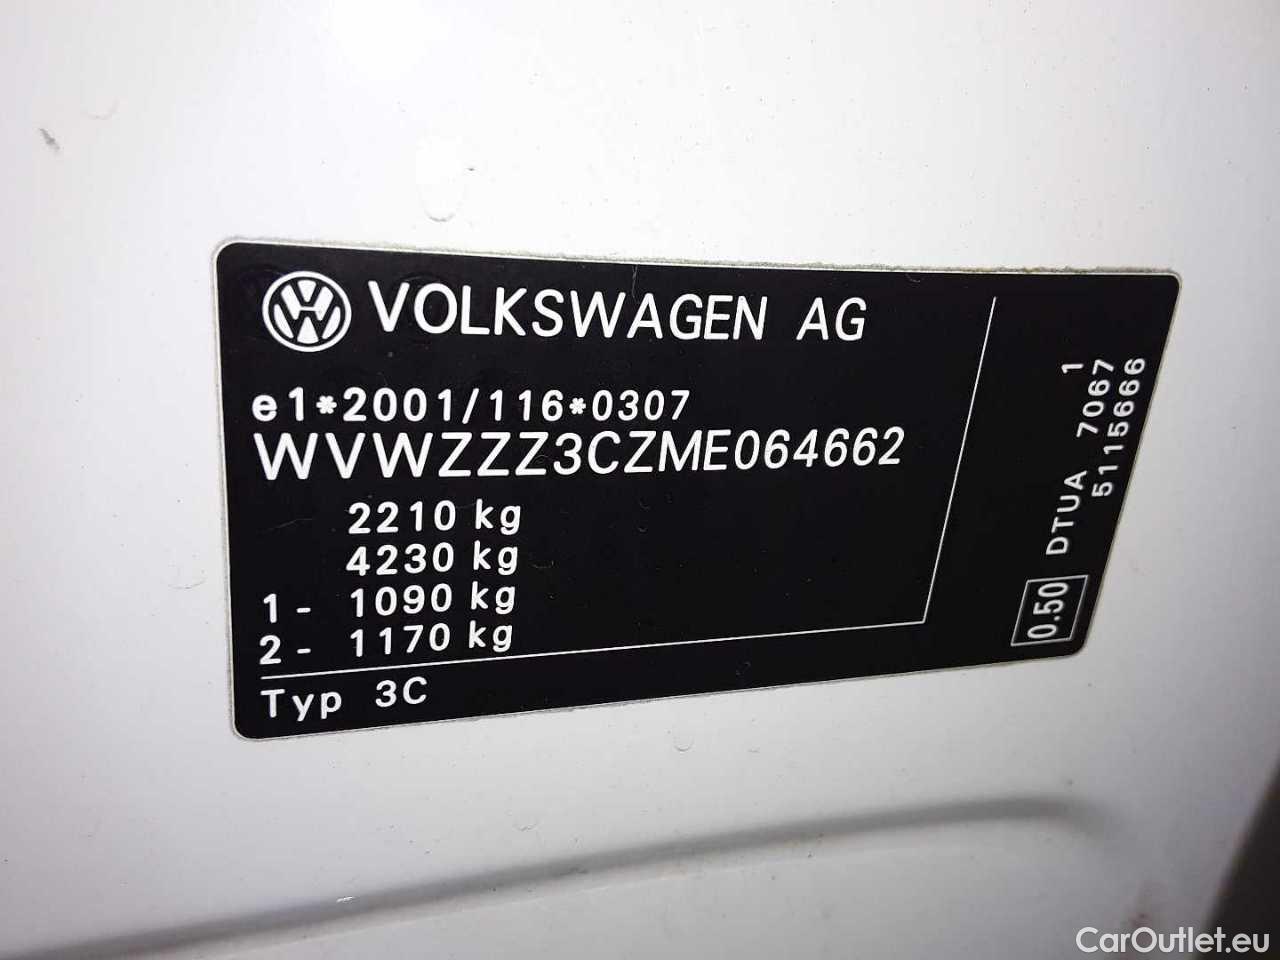 VOLKSWAGEN AG
e1*2001/116*0307
WVWZZZ3CZME064662
2210 kg
4230 kg
1 - 1090 kg
2 - 1170 kg
Typ 3C
1
DTUA 7067
5115666
0.50
CarOutlet.eu